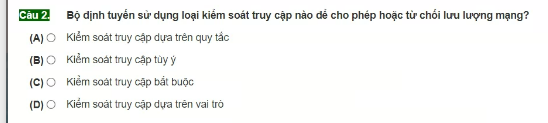 Câu 2. Bộ định tuyến sử dụng loại kiểm soát truy cập nào để cho phép hoặc từ chối lưu lượng mạng?
(A) Kiểm soát truy cập dựa trên quy tắc
(B) Kiểm soát truy cập tùy ý
(C) Kiểm soát truy cập bắt buộc
(D) Kiểm soát truy cập dựa trên vai trò